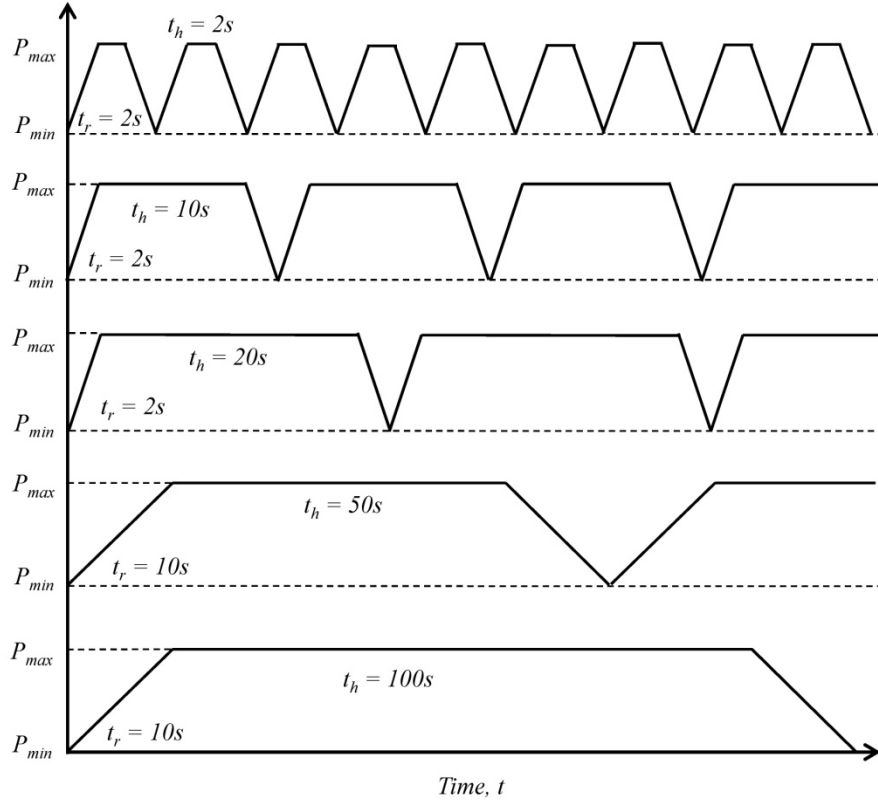 t_h = 2s
P_max
t_r = 2s
P_min
P_max
t_h = 10s
t_r = 2s
P_min
P_max
t_h = 20s
t_r = 2s
P_min
P_max
t_h = 50s
t_r = 10s
P_min
P_max
t_h = 100s
t_r = 10s
P_min
Time, t